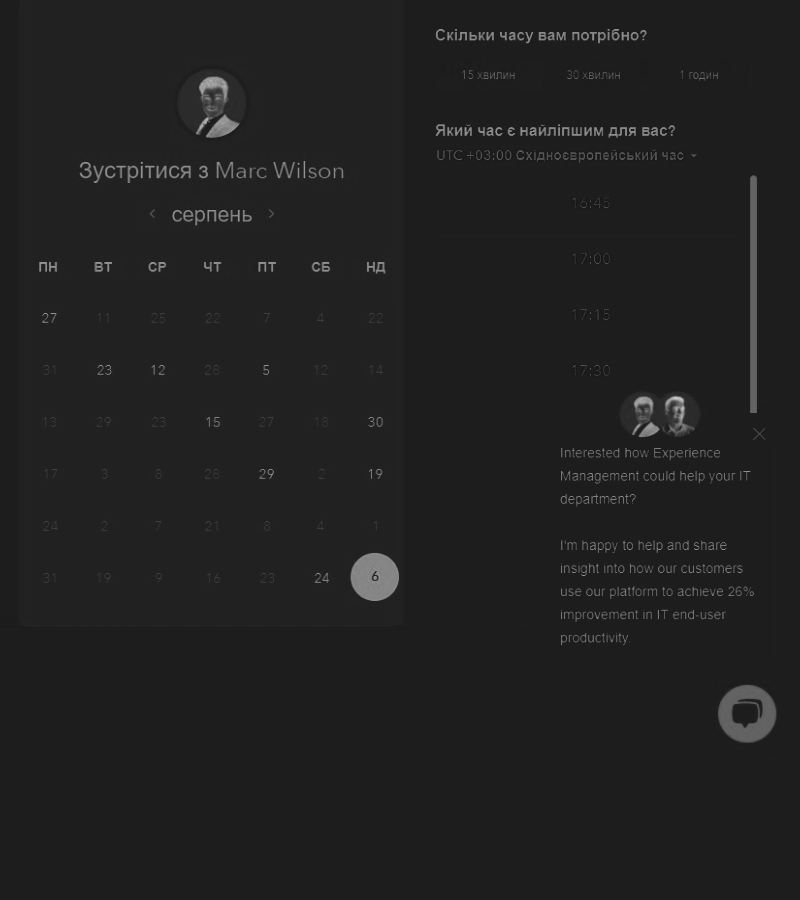 Зустрітися з Marc Wilson
серпень
ПН ВТ СР ЧТ ПТ СБ НД
27 11 25 22 7 4 22
31 23 12 28 5 12 14
13 29 23 15 27 18 30
17 3 8 28 29 2 19
24 2 7 21 8 4 1
31 19 9 16 23 24 6
Скільки часу вам потрібно?
15 хвилин 30 хвилин 1 годин
Який час є найліпшим для вас?
UTC +03:00 Східноєвропейський час
16:45
17:00
17:15
17:30
Interested how Experience
Management could help your IT
department?
I'm happy to help and share
insight into how our customers
use our platform to achieve 26%
improvement in IT end-user
productivity.